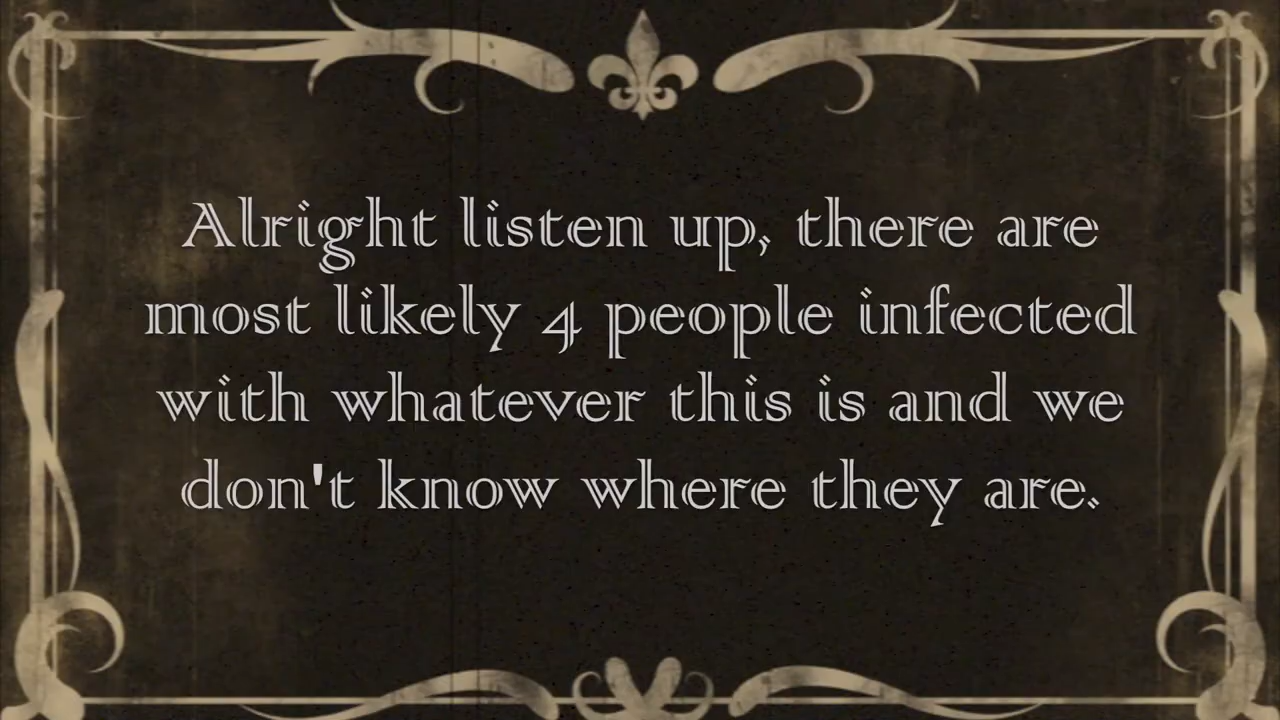 Alright listen up, there are
most likely 4 people infected
with whatever this is and we
don't know where they are.